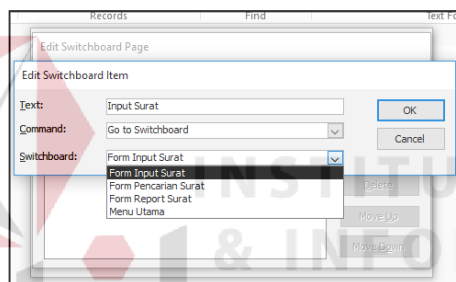 Records Find Text Fo
Edit Switchboard Page
Edit Switchboard Item
Text: Input Surat OK
Command: Go to Switchboard Cancel
Switchboard: Form Input Surat
Form Input Surat
Form Pencarian Surat
Form Report Surat
Menu Utama
Delete
Move Up
Move Down
INSTITU
& INFO